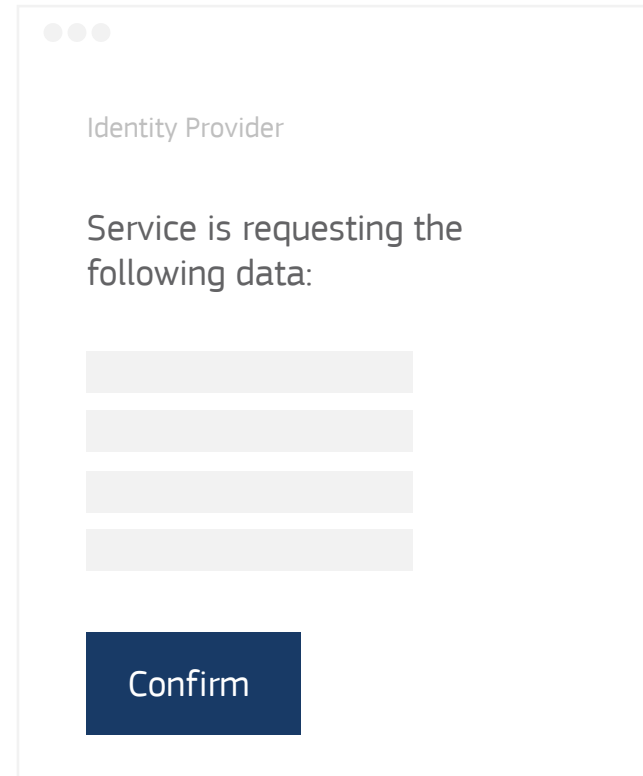 Identity Provider
Service is requesting the
following data:
Confirm